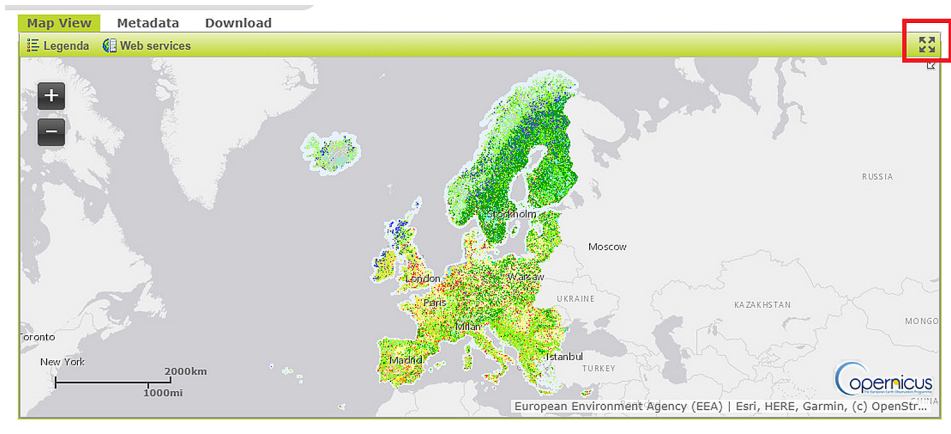 Map View Metadata Download
Legenda Web services
RUSSIA
Stockholm
Moscow
London
Warsaw
Paris
UKRAINE
KAZAKHSTAN
MONGO
Milan
oronto
New York
Madrid
Istanbul
TURKEY
2000km
1000mi
opernicus
European Environment Agency (EEA) | Esri, HERE, Garmin, (c) OpenStr...